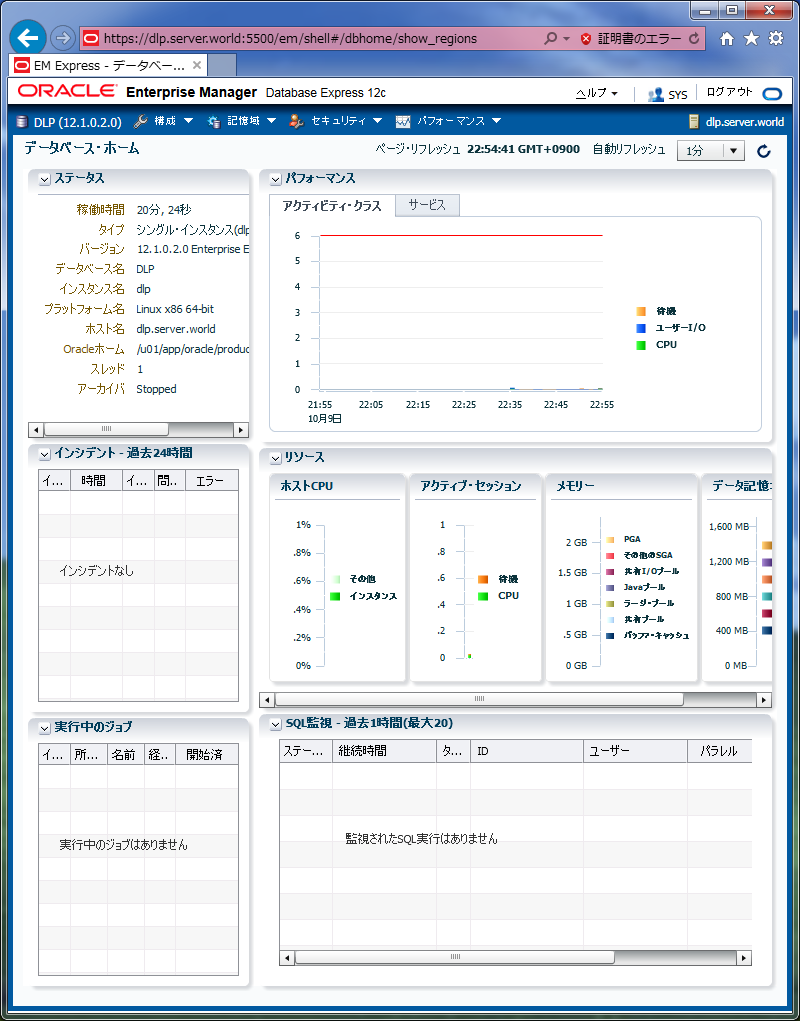 https://dlp.server.world:5500/em/shell#/dbhome/show_regions 証明書のエラー
EM Express - データベー...
ORACLE Enterprise Manager Database Express 12c ヘルプ SYS ログアウト
DLP (12.1.0.2.0) 構成 記憶域 セキュリティ パフォーマンス dlp.server.world
データベース・ホーム ページ・リフレッシュ 22:54:41 GMT+0900 自動リフレッシュ 1分
ステータス
稼働時間 20分, 24秒
タイプ シングル・インスタンス(dlp
バージョン 12.1.0.2.0 Enterprise E
データベース名 DLP
インスタンス名 dlp
プラットフォーム名 Linux x86 64-bit
ホスト名 dlp.server.world
Oracleホーム /u01/app/oracle/produc
スレッド 1
アーカイバ Stopped
パフォーマンス
アクティビティ・クラス サービス
6
5
4
3
2
1
0
21:55 22:05 22:15 22:25 22:35 22:45 22:55
10月9日
待機
ユーザーI/O
CPU
インシデント - 過去24時間
イ... 時間 イ... 問.. エラー
インシデントなし
リソース
ホストCPU
1%
.8%
.6%
.4%
.2%
0%
その他
インスタンス
アクティブ・セッション
1
.8
.6
.4
.2
0
待機
CPU
メモリー
2 GB
1.5 GB
1 GB
.5 GB
0 GB
PGA
その他のSGA
共有I/Oプール
Javaプール
ラージ・プール
共有プール
バッファ・キャッシュ
データ記憶
1,600 MB
1,200 MB
800 MB
400 MB
0 MB
実行中のジョブ
イ... 所... 名前 経.. 開始済
実行中のジョブはありません
SQL監視 - 過去1時間(最大20)
ステー... 継続時間 タ... ID ユーザー パラレル
監視されたSQL実行はありません